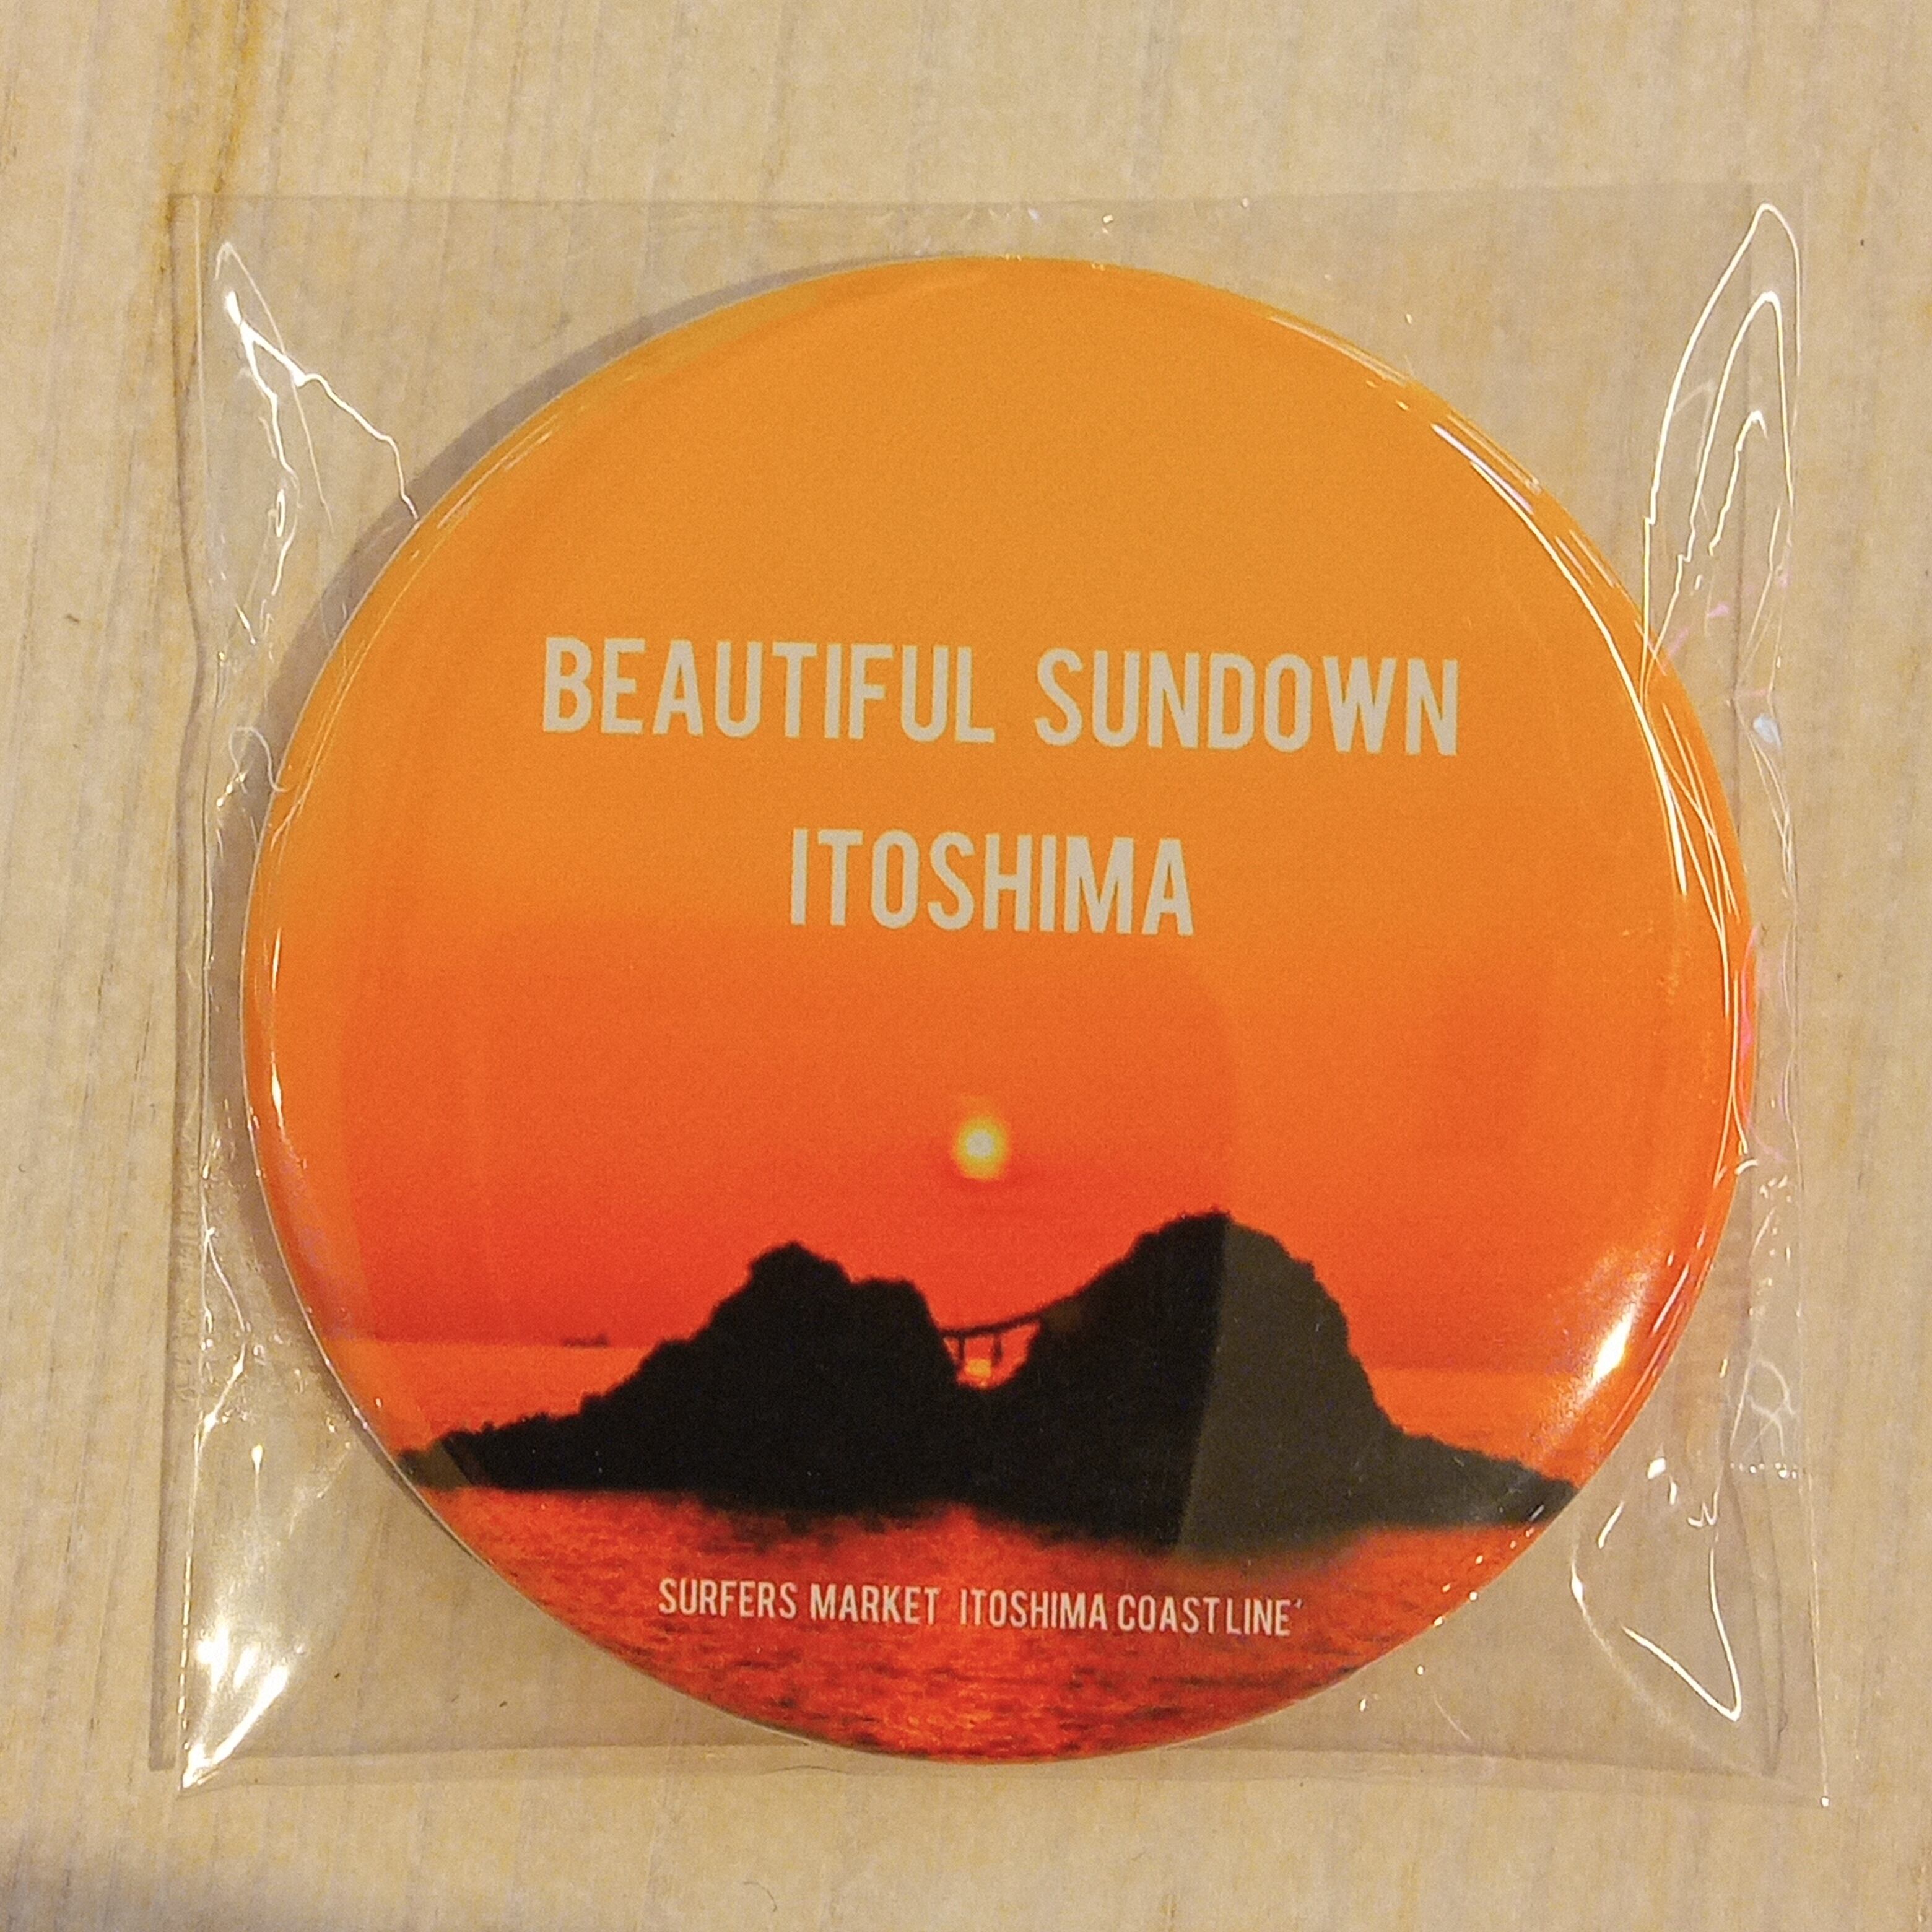 BEAUTIFUL SUNDOWN
ITOSHIMA
SURFERS MARKET ITOSHIMA COASTLINE'